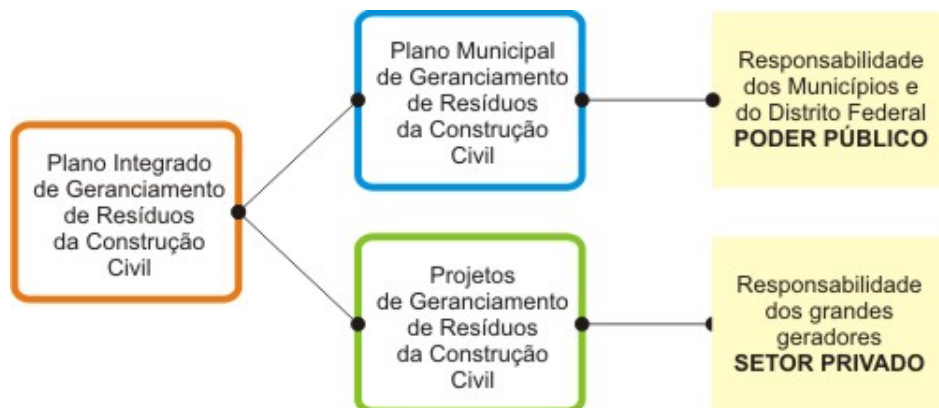 Plano Integrado
de Geranciamento
de Resíduos
da Construção
Civil
Plano Municipal
de Geranciamento
de Resíduos
da Construção
Civil
Responsabilidade
dos Municípios e
do Distrito Federal
PODER PÚBLICO
Projetos
de Geranciamento
de Resíduos
da Construção
Civil
Responsabilidade
dos grandes
geradores
SETOR PRIVADO